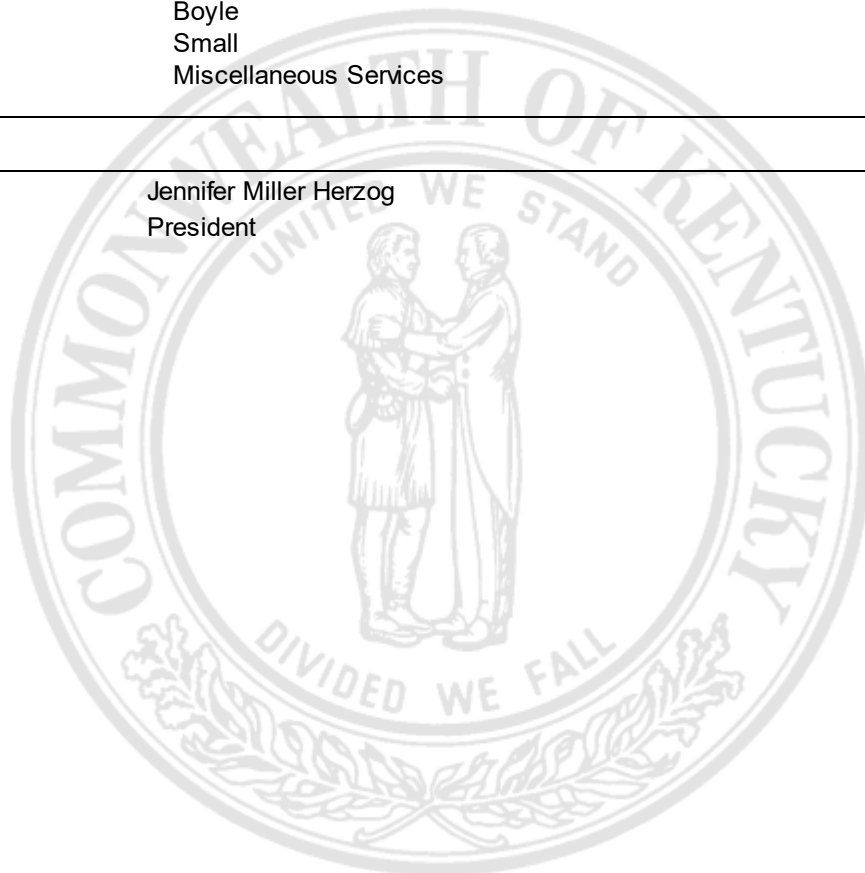 Boyle
Small
Miscellaneous Services
Jennifer Miller Herzog
President
COMMONWEALTH OF KENTUCKY
UNITED WE STAND
DIVIDED WE FALL